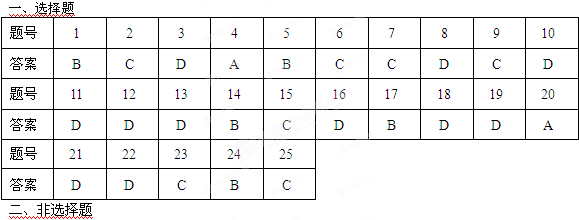 一、选择题
题号 1 2 3 4 5 6 7 8 9 10
答案 B C D A B C C D C D
题号 11 12 13 14 15 16 17 18 19 20
答案 D D D B C D B D D A
题号 21 22 23 24 25
答案 D D C B C
二、非选择题